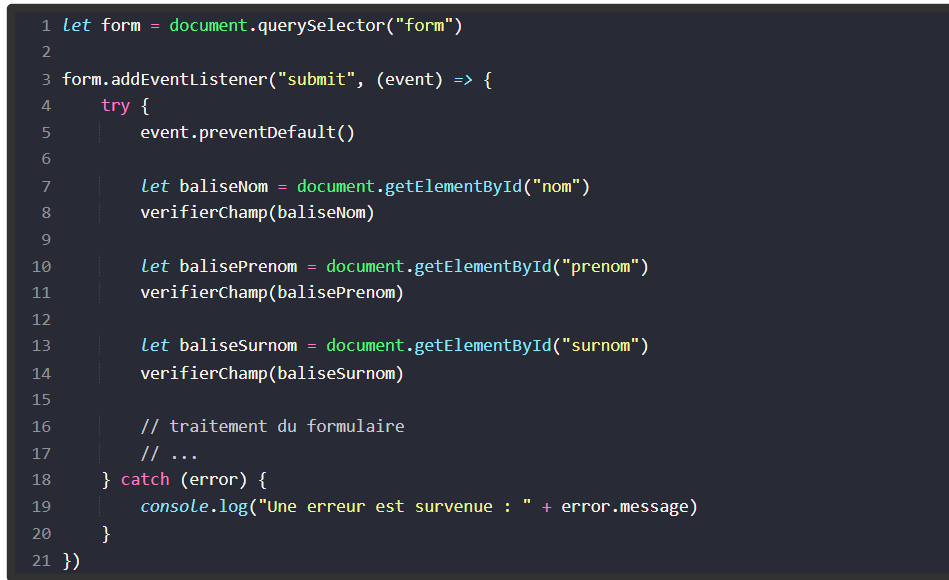 1 let form = document.querySelector("form")
2
3 form.addEventListener("submit", (event) => {
4     try {
5         event.preventDefault()
6
7         let baliseNom = document.getElementById("nom")
8         verifierChamp(baliseNom)
9
10         let balisePrenom = document.getElementById("prenom")
11         verifierChamp(balisePrenom)
12
13         let baliseSurnom = document.getElementById("surnom")
14         verifierChamp(baliseSurnom)
15
16         // traitement du formulaire
17         // ...
18     } catch (error) {
19         console.log("Une erreur est survenue : " + error.message)
20     }
21 })